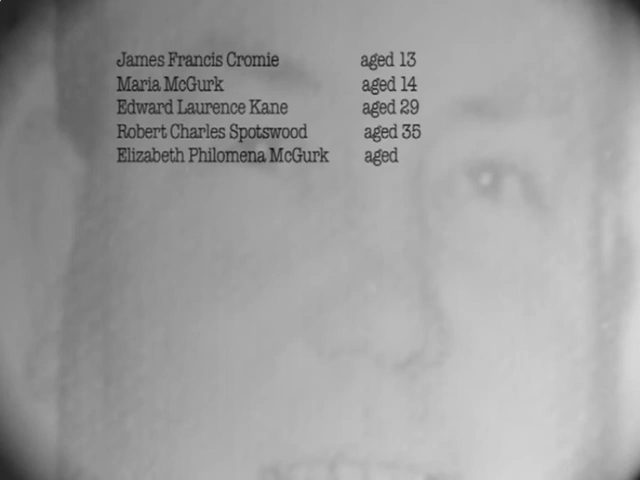 James Francis Cromie aged 13
Maria McGurk aged 14
Edward Laurence Kane aged 29
Robert Charles Spotswood aged 35
Elizabeth Philomena McGurk aged